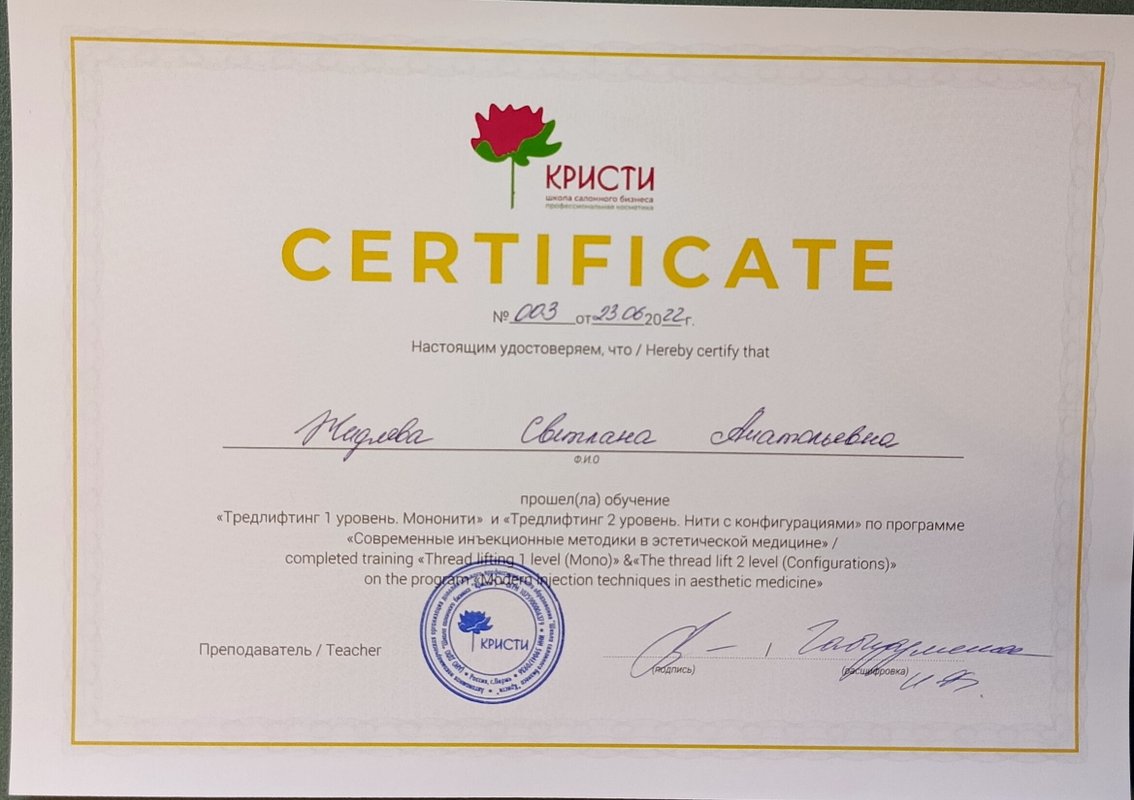 КРИСТИ
школа салонного бизнеса
профессиональная косметика
CERTIFICATE
№ 003 от 23.06 2022 г.
Настоящим удостоверяем, что / Hereby certify that
Светлана Анатольевна
Ф.И.О
прошел(ла) обучение
«Тредлифтинг 1 уровень. Мононити» и «Тредлифтинг 2 уровень. Нити с конфигурациями» по программе
«Современные инъекционные методики в эстетической медицине» /
completed training «Thread lifting 1 level (Mono)» &«The thread lift 2 level (Configurations)»
on the program «Modern injection techniques in aesthetic medicine»
КРИСТИ
Россия, г.Пермь
Преподаватель / Teacher
(подпись)
(расшифровка)